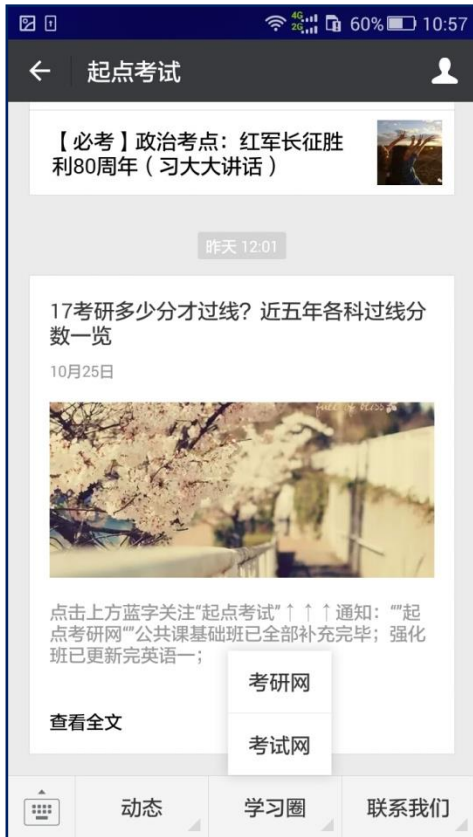 4G
2G
60%
10:57
起点考试
【必考】政治考点：红军长征胜
利80周年（习大大讲话）
昨天 12:01
17考研多少分才过线？近五年各科过线分
数一览
10月25日
full of bliss
点击上方蓝字关注“起点考试”↑↑↑通知：“”起
点考研网“”公共课基础班已全部补充完毕；强化
班已更新完英语一；
考研网
查看全文
考试网
动态
学习圈
联系我们